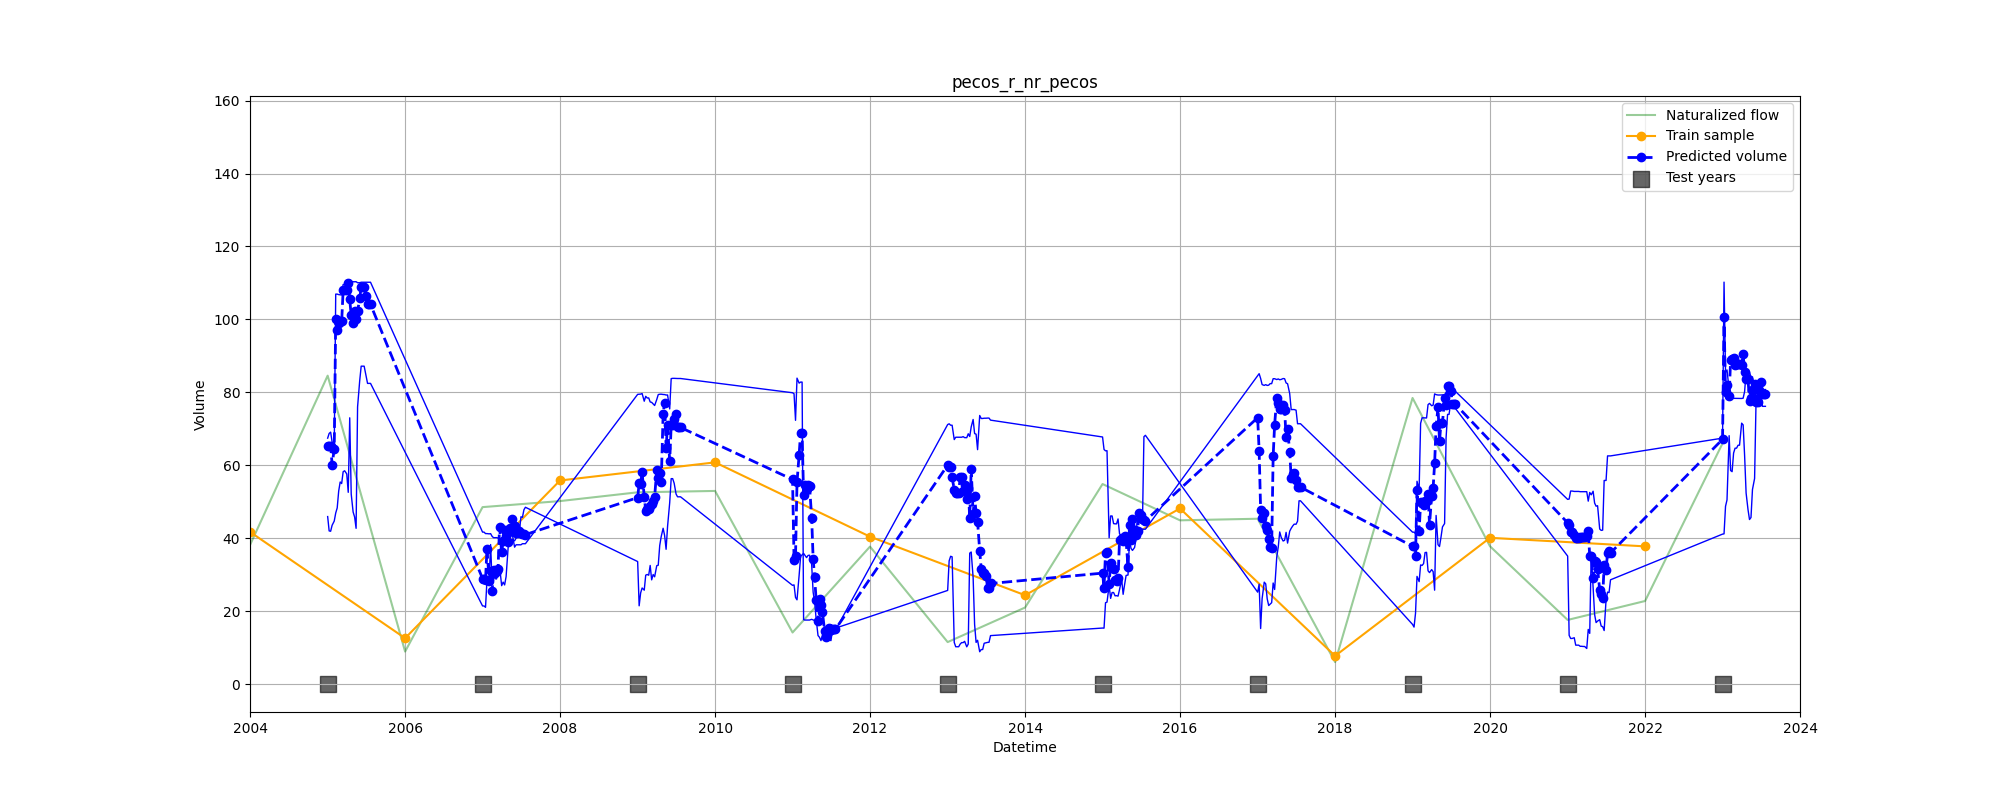 pecos_r_nr_pecos
160
140
120
100
80
60
40
20
0
Volume
Naturalized flow
Train sample
Predicted volume
Test years
2004 2006 2008 2010 2012 2014 2016 2018 2020 2022 2024
Datetime